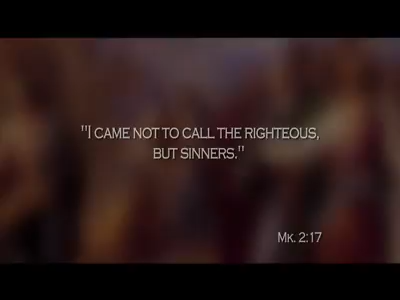 "I CAME NOT TO CALL THE RIGHTEOUS,
BUT SINNERS."
MK. 2:17